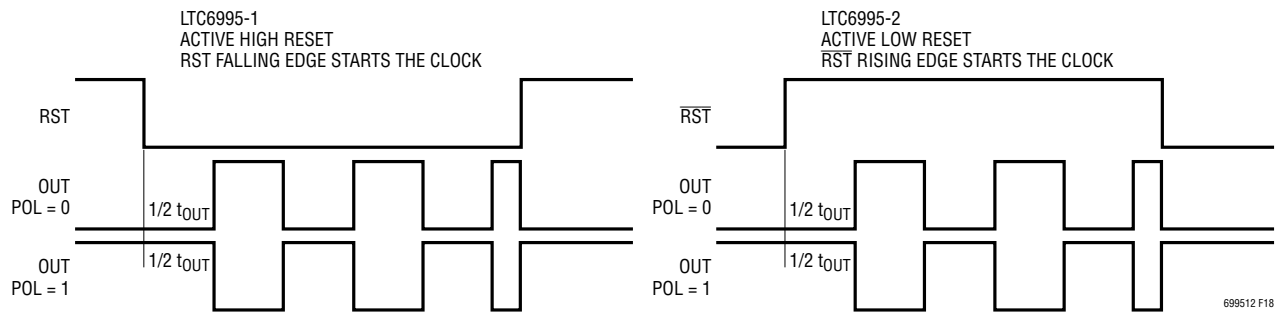 LTC6995-1
ACTIVE HIGH RESET
RST FALLING EDGE STARTS THE CLOCK
RST
OUT
POL = 0
1/2 tOUT
OUT
POL = 1
1/2 tOUT
LTC6995-2
ACTIVE LOW RESET
RST RISING EDGE STARTS THE CLOCK
RST
OUT
POL = 0
1/2 tOUT
OUT
POL = 1
1/2 tOUT
699512 F18